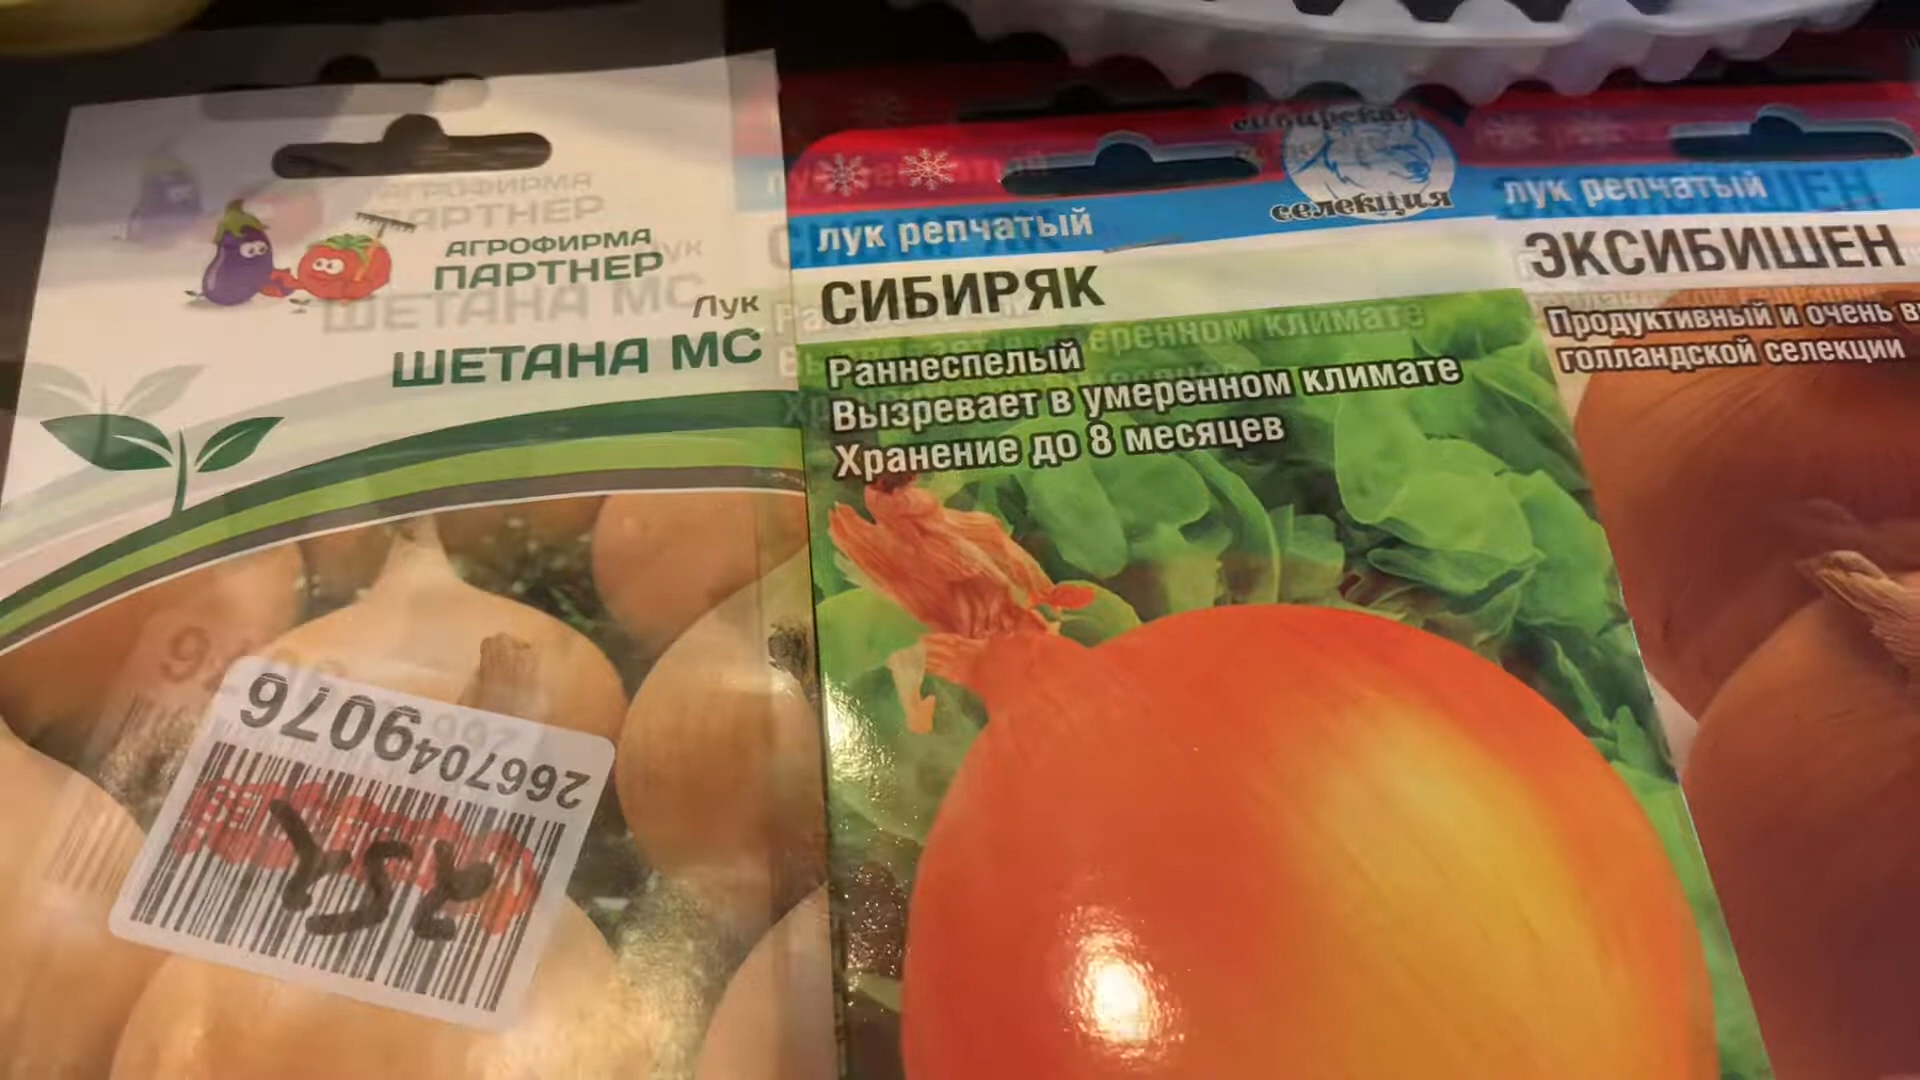 АГРОФИРМА
ПАРТНЕР
Лук
ШЕТАНА МС
2667049076
сибирская
селекция
лук репчатый
СИБИРЯК
Раннеспелый
Вызревает в умеренном климате
Хранение до 8 месяцев
лук репчатый
ЭКСИБИШЕН
Продуктивный и очень
голландской селекции